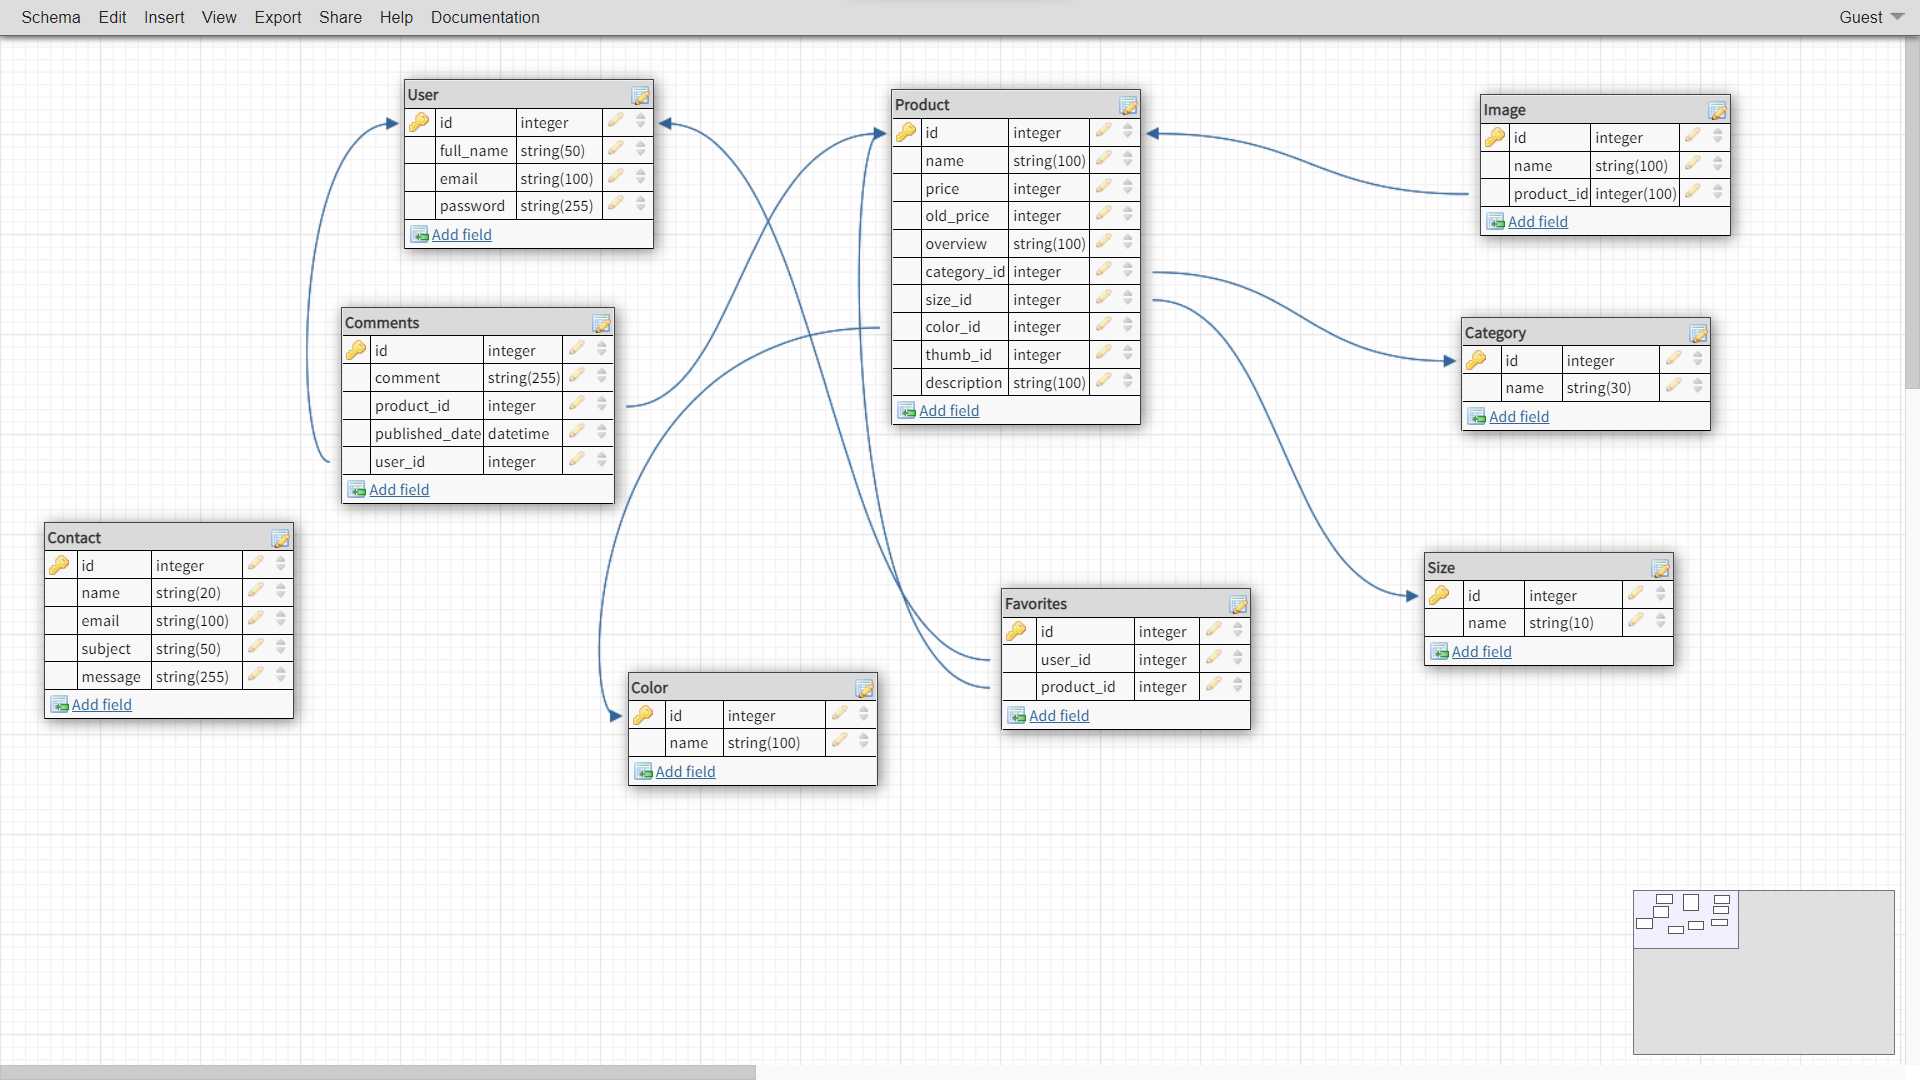 Schema Edit Insert View Export Share Help Documentation Guest
User
id integer
full_name string(50)
email string(100)
password string(255)
Add field
Product
id integer
name string(100)
price integer
old_price integer
overview string(100)
category_id integer
size_id integer
color_id integer
thumb_id integer
description string(100)
Add field
Image
id integer
name string(100)
product_id integer(100)
Add field
Comments
id integer
comment string(255)
product_id integer
published_date datetime
user_id integer
Add field
Category
id integer
name string(30)
Add field
Contact
id integer
name string(20)
email string(100)
subject string(50)
message string(255)
Add field
Size
id integer
name string(10)
Add field
Favorites
id integer
user_id integer
product_id integer
Add field
Color
id integer
name string(100)
Add field